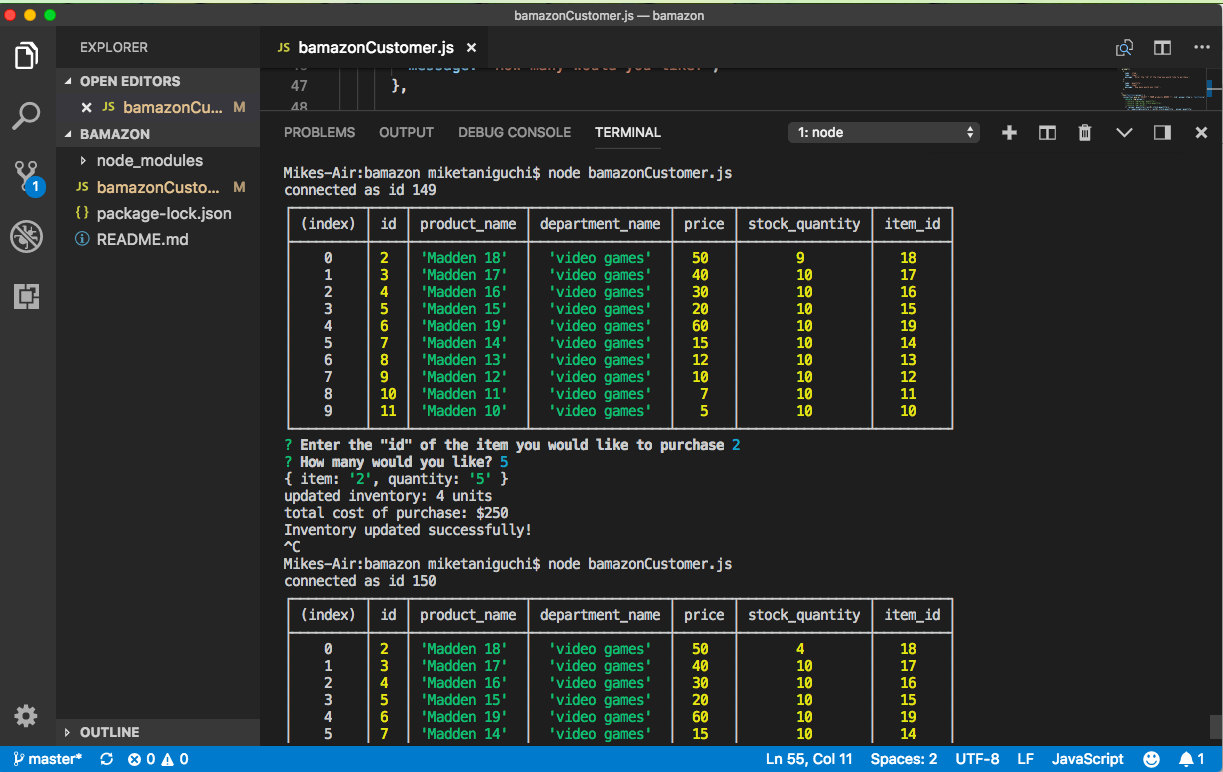 bamazonCustomer.js — bamazon
EXPLORER
OPEN EDITORS
JS bamazonCu... M
BAMAZON
node_modules
JS bamazonCusto... M
{} package-lock.json
README.md
1
OUTLINE
JS bamazonCustomer.js ×
47 },
48
PROBLEMS OUTPUT DEBUG CONSOLE TERMINAL 1: node
Mikes-Air:bamazon miketaniguchi$ node bamazonCustomer.js
connected as id 149
(index) id product_name department_name price stock_quantity item_id
0 2 'Madden 18' 'video games' 50 9 18
1 3 'Madden 17' 'video games' 40 10 17
2 4 'Madden 16' 'video games' 30 10 16
3 5 'Madden 15' 'video games' 20 10 15
4 6 'Madden 19' 'video games' 60 10 19
5 7 'Madden 14' 'video games' 15 10 14
6 8 'Madden 13' 'video games' 12 10 13
7 9 'Madden 12' 'video games' 10 10 12
8 10 'Madden 11' 'video games' 7 10 11
9 11 'Madden 10' 'video games' 5 10 10
? Enter the "id" of the item you would like to purchase 2
? How many would you like? 5
{ item: '2', quantity: '5' }
updated inventory: 4 units
total cost of purchase: $250
Inventory updated successfully!
^C
Mikes-Air:bamazon miketaniguchi$ node bamazonCustomer.js
connected as id 150
(index) id product_name department_name price stock_quantity item_id
0 2 'Madden 18' 'video games' 50 4 18
1 3 'Madden 17' 'video games' 40 10 17
2 4 'Madden 16' 'video games' 30 10 16
3 5 'Madden 15' 'video games' 20 10 15
4 6 'Madden 19' 'video games' 60 10 19
5 7 'Madden 14' 'video games' 15 10 14
master* 0 0 Ln 55, Col 11 Spaces: 2 UTF-8 LF JavaScript 1